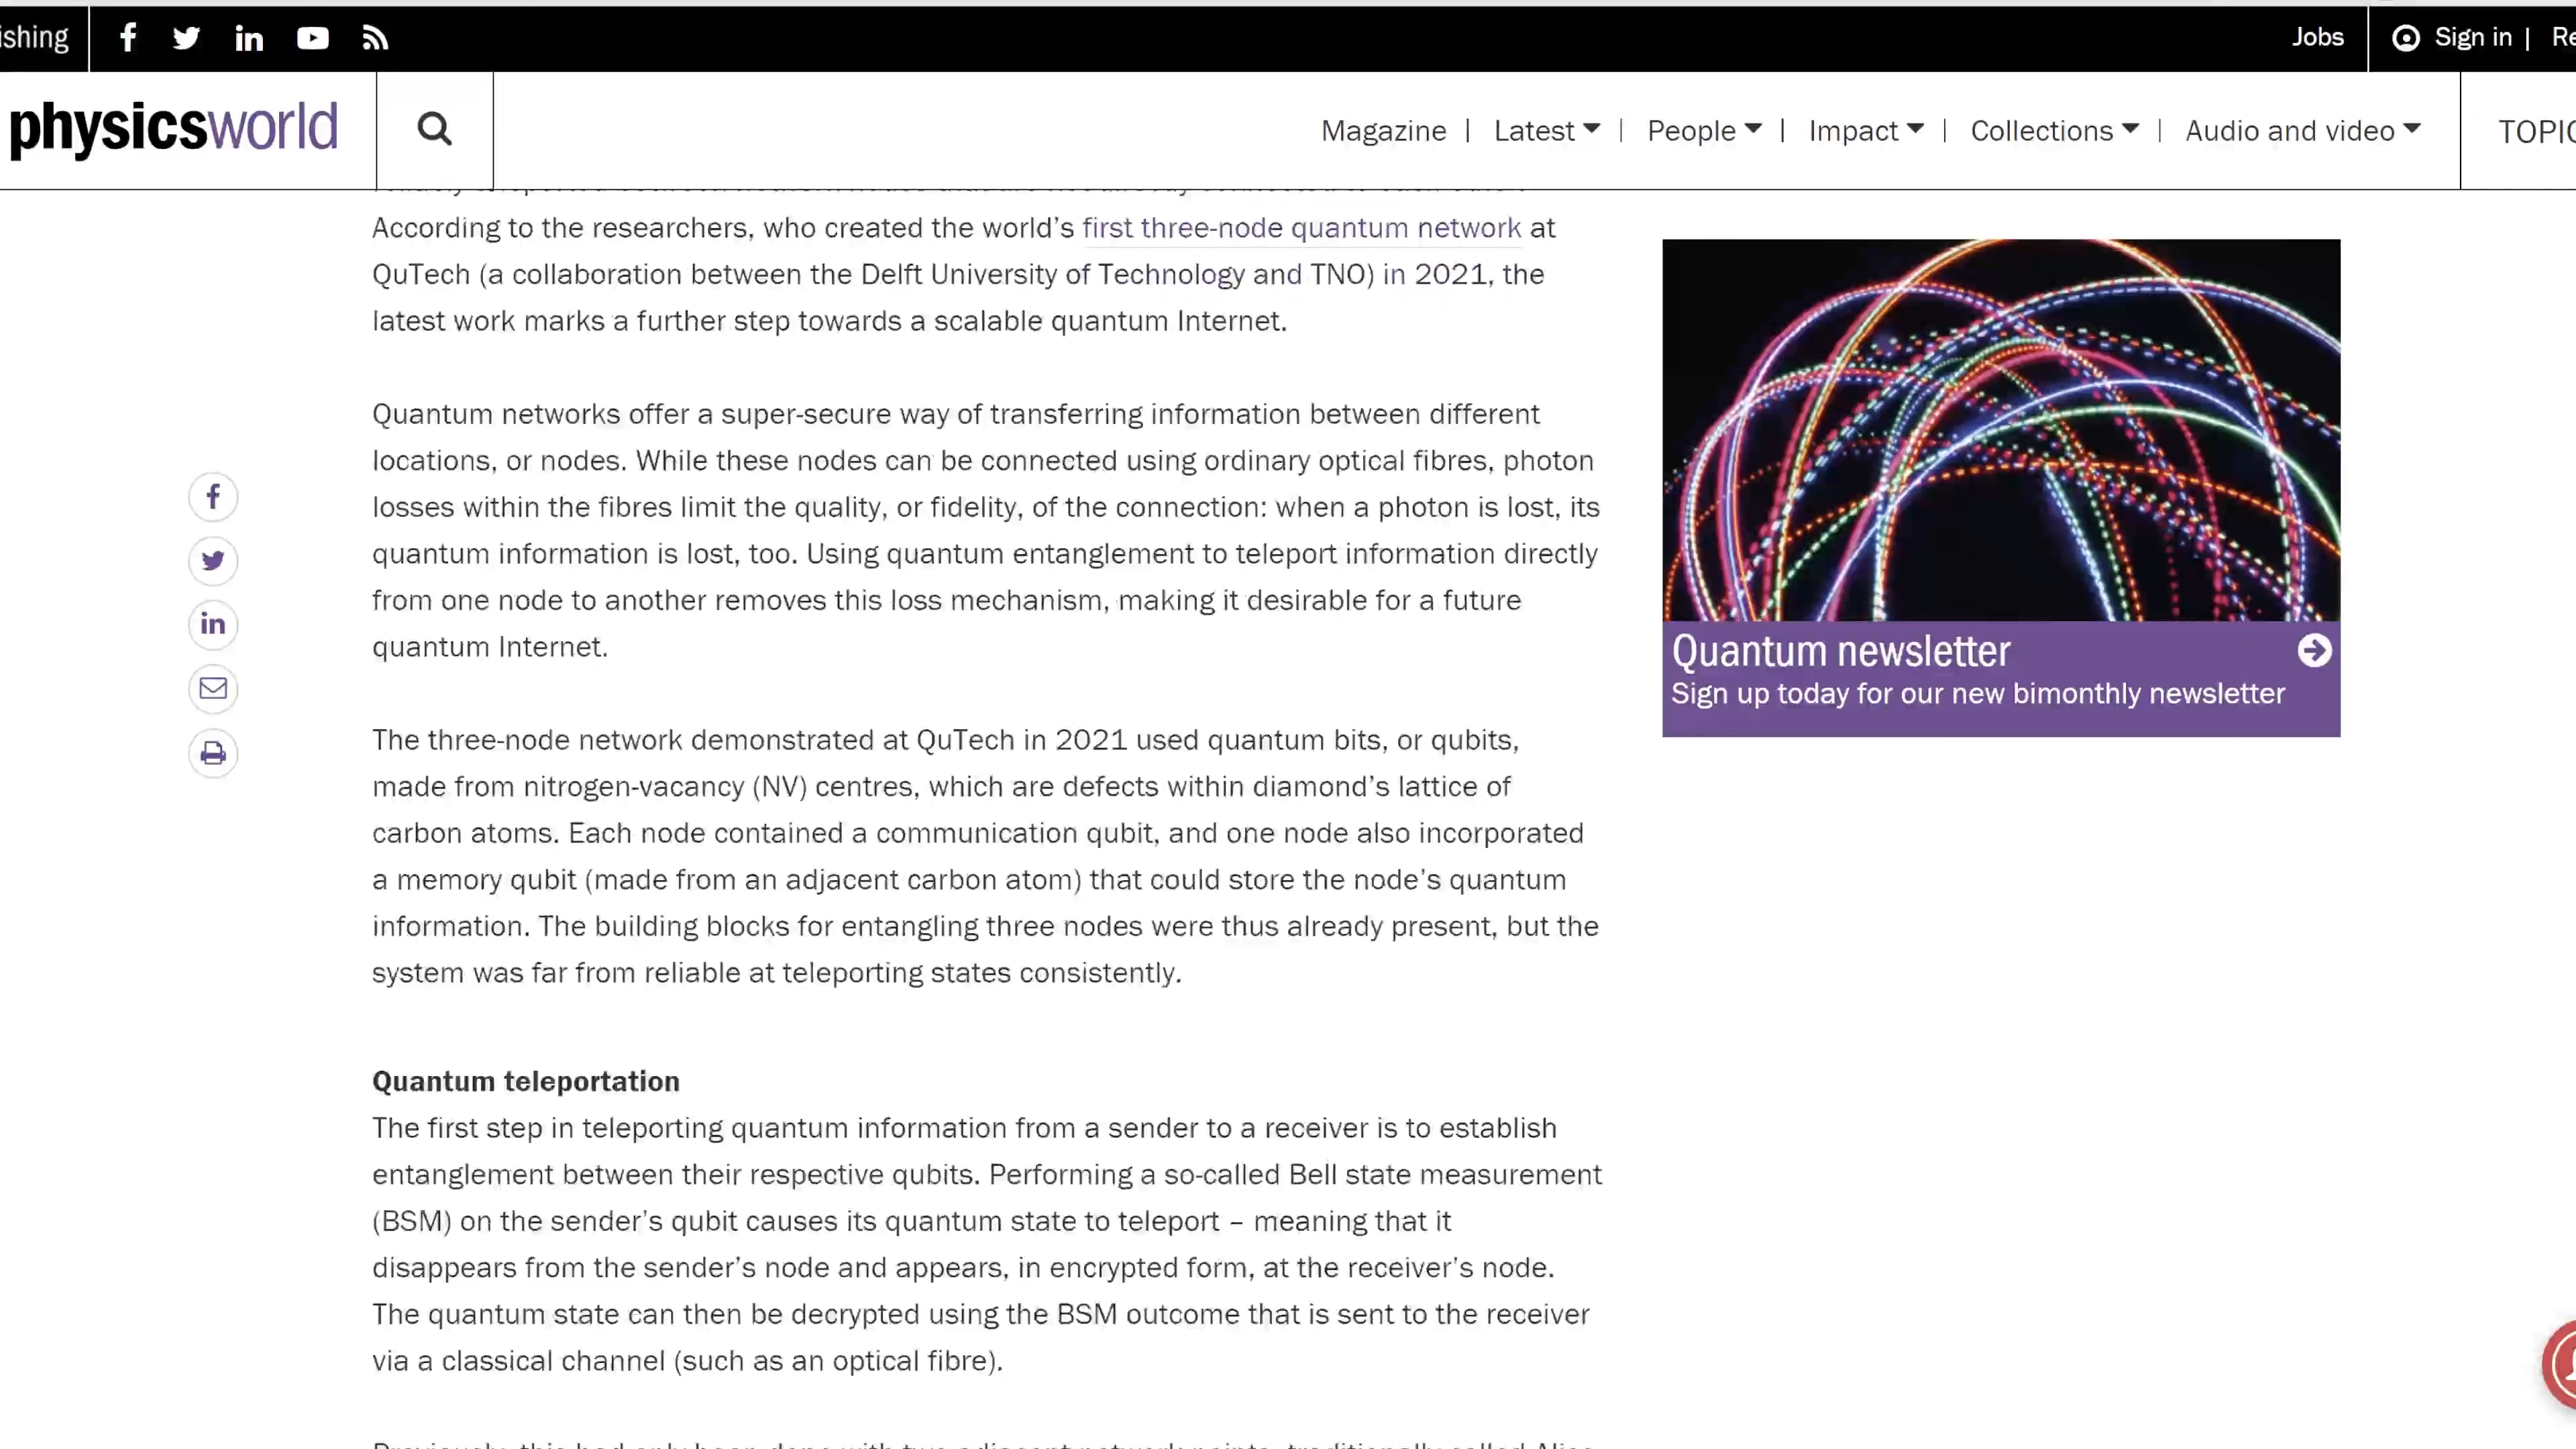 ishing
Jobs
Sign in |
physicsworld
Magazine | Latest | People | Impact | Collections | Audio and video
According to the researchers, who created the world's first three-node quantum network at
QuTech (a collaboration between the Delft University of Technology and TNO) in 2021, the
latest work marks a further step towards a scalable quantum Internet.
Quantum networks offer a super-secure way of transferring information between different
locations, or nodes. While these nodes can be connected using ordinary optical fibres, photon
losses within the fibres limit the quality, or fidelity, of the connection: when a photon is lost, its
quantum information is lost, too. Using quantum entanglement to teleport information directly
from one node to another removes this loss mechanism, making it desirable for a future
quantum Internet.
Quantum newsletter
Sign up today for our new bimonthly newsletter
The three-node network demonstrated at QuTech in 2021 used quantum bits, or qubits,
made from nitrogen-vacancy (NV) centres, which are defects within diamond's lattice of
carbon atoms. Each node contained a communication qubit, and one node also incorporated
a memory qubit (made from an adjacent carbon atom) that could store the node's quantum
information. The building blocks for entangling three nodes were thus already present, but the
system was far from reliable at teleporting states consistently.
Quantum teleportation
The first step in teleporting quantum information from a sender to a receiver is to establish
entanglement between their respective qubits. Performing a so-called Bell state measurement
(BSM) on the sender's qubit causes its quantum state to teleport – meaning that it
disappears from the sender's node and appears, in encrypted form, at the receiver's node.
The quantum state can then be decrypted using the BSM outcome that is sent to the receiver
via a classical channel (such as an optical fibre).